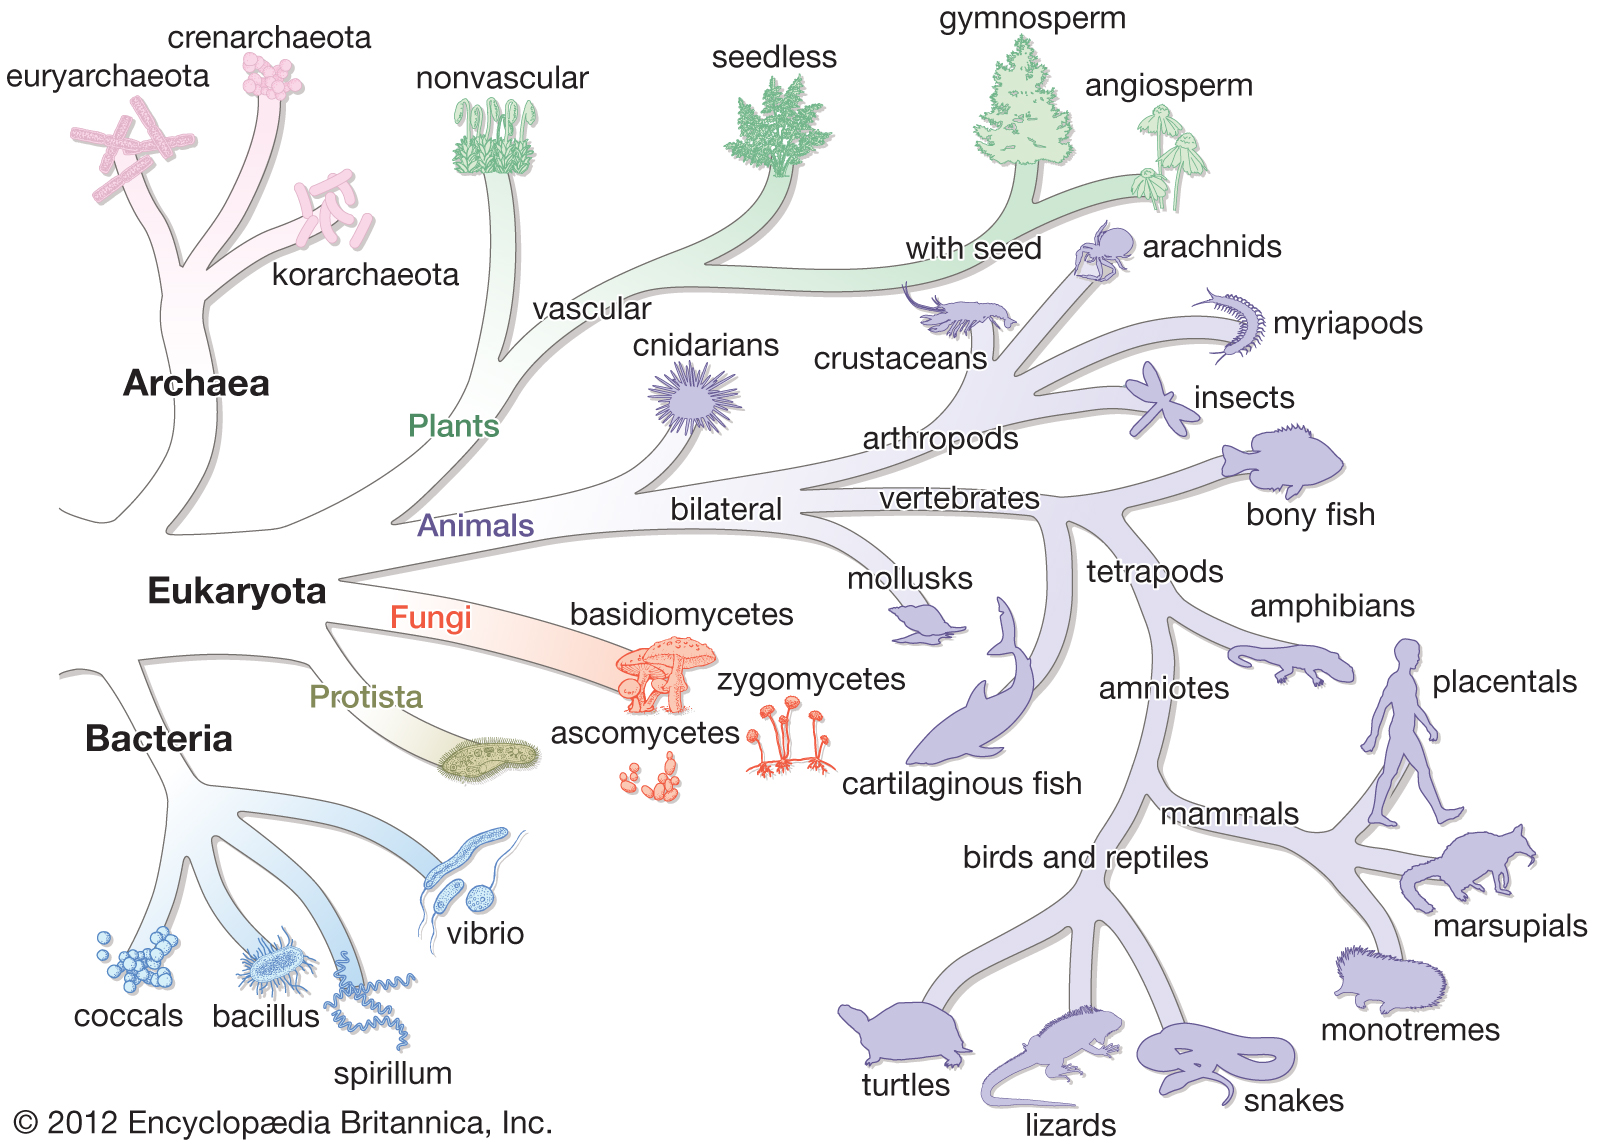 gymnosperm
crenarchaeota
seedless
euryarchaeota
nonvascular
angiosperm
with seed
arachnids
korarchaeota
vascular
myriapods
cnidarians
crustaceans
Archaea
insects
Plants
arthropods
vertebrates
bilateral
bony fish
Animals
tetrapods
mollusks
Eukaryota
amphibians
Fungi
basidiomycetes
zygomycetes
placentals
amniotes
Protista
ascomycetes
Bacteria
cartilaginous fish
mammals
birds and reptiles
marsupials
vibrio
coccals
bacillus
monotremes
spirillum
turtles
snakes
lizards
© 2012 Encyclopædia Britannica, Inc.